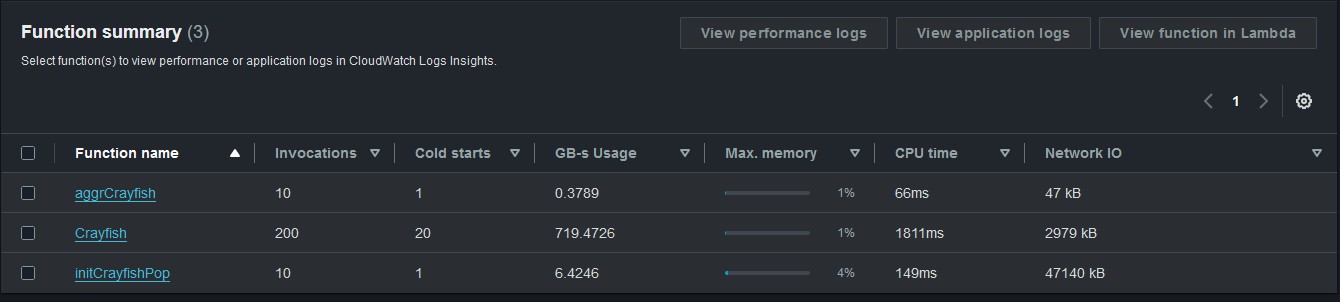 Function summary (3)
View performance logs
View application logs
View function in Lambda
Select function(s) to view performance or application logs in CloudWatch Logs Insights.
1
Function name Invocations Cold starts GB-s Usage Max. memory CPU time Network IO
aggrCrayfish 10 1 0.3789 1% 66ms 47 kB
Crayfish 200 20 719.4726 1% 1811ms 2979 kB
initCrayfishPop 10 1 6.4246 4% 149ms 47140 kB